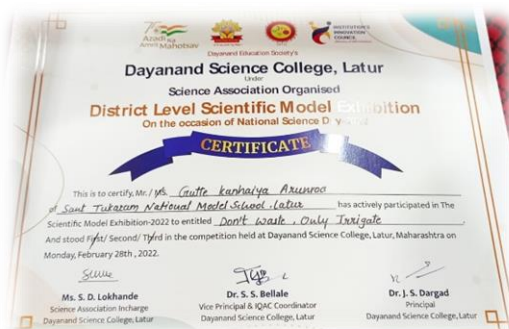 Azadi Ka
Amrit Mahotsav
INSTITUTION'S
INNOVATION
COUNCIL
Dayanand Education Society's
Dayanand Science College, Latur
Under
Science Association Organised
District Level Scientific Model Exhibition
On the occasion of National Science Day
CERTIFICATE
This is to certify, Mr. / Ms. Gutte Kanhaiya Arunrao
of Sant Tukaram National Model School, Latur has actively participated in The
Scientific Model Exhibition-2022 to entitled Don't waste, Only Irrigate
And stood First/ Second/ Third in the competition held at Dayanand Science College, Latur, Maharashtra on
Monday, February 28th, 2022.
Ms. S. D. Lokhande Dr. S. S. Bellale Dr. J. S. Dargad
Science Association Incharge Vice Principal & IQAC Coordinator Principal
Dayanand Science College, Latur Dayanand Science College, Latur Dayanand Science College, Latur